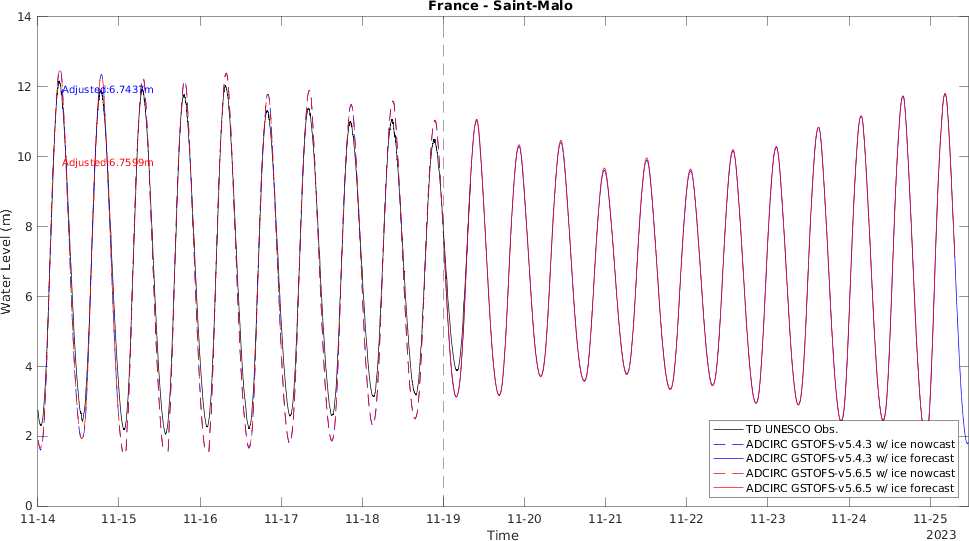 France - Saint-Malo
14
12
10
8
6
4
2
0
Water Level (m)
Adjusted:6.7437m
Adjusted:6.7599m
TD UNESCO Obs.
ADCIRC GSTOFS-v5.4.3 w/ ice nowcast
ADCIRC GSTOFS-v5.4.3 w/ ice forecast
ADCIRC GSTOFS-v5.6.5 w/ ice nowcast
ADCIRC GSTOFS-v5.6.5 w/ ice forecast
11-14 11-15 11-16 11-17 11-18 11-19 11-20 11-21 11-22 11-23 11-24 11-25
Time
2023